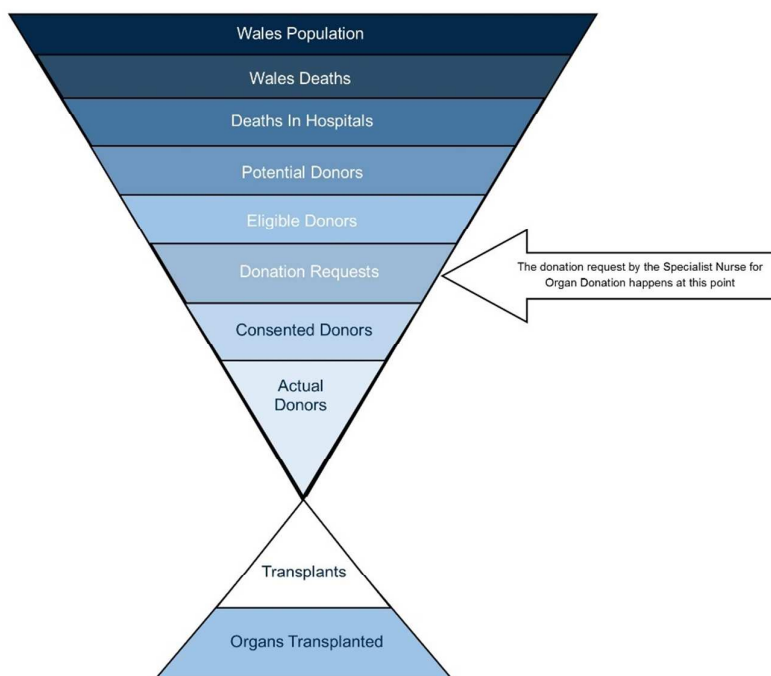 Wales Population
Wales Deaths
Deaths In Hospitals
Potential Donors
Eligible Donors
Donation Requests
The donation request by the Specialist Nurse for
Organ Donation happens at this point
Consented Donors
Actual
Donors
Transplants
Organs Transplanted